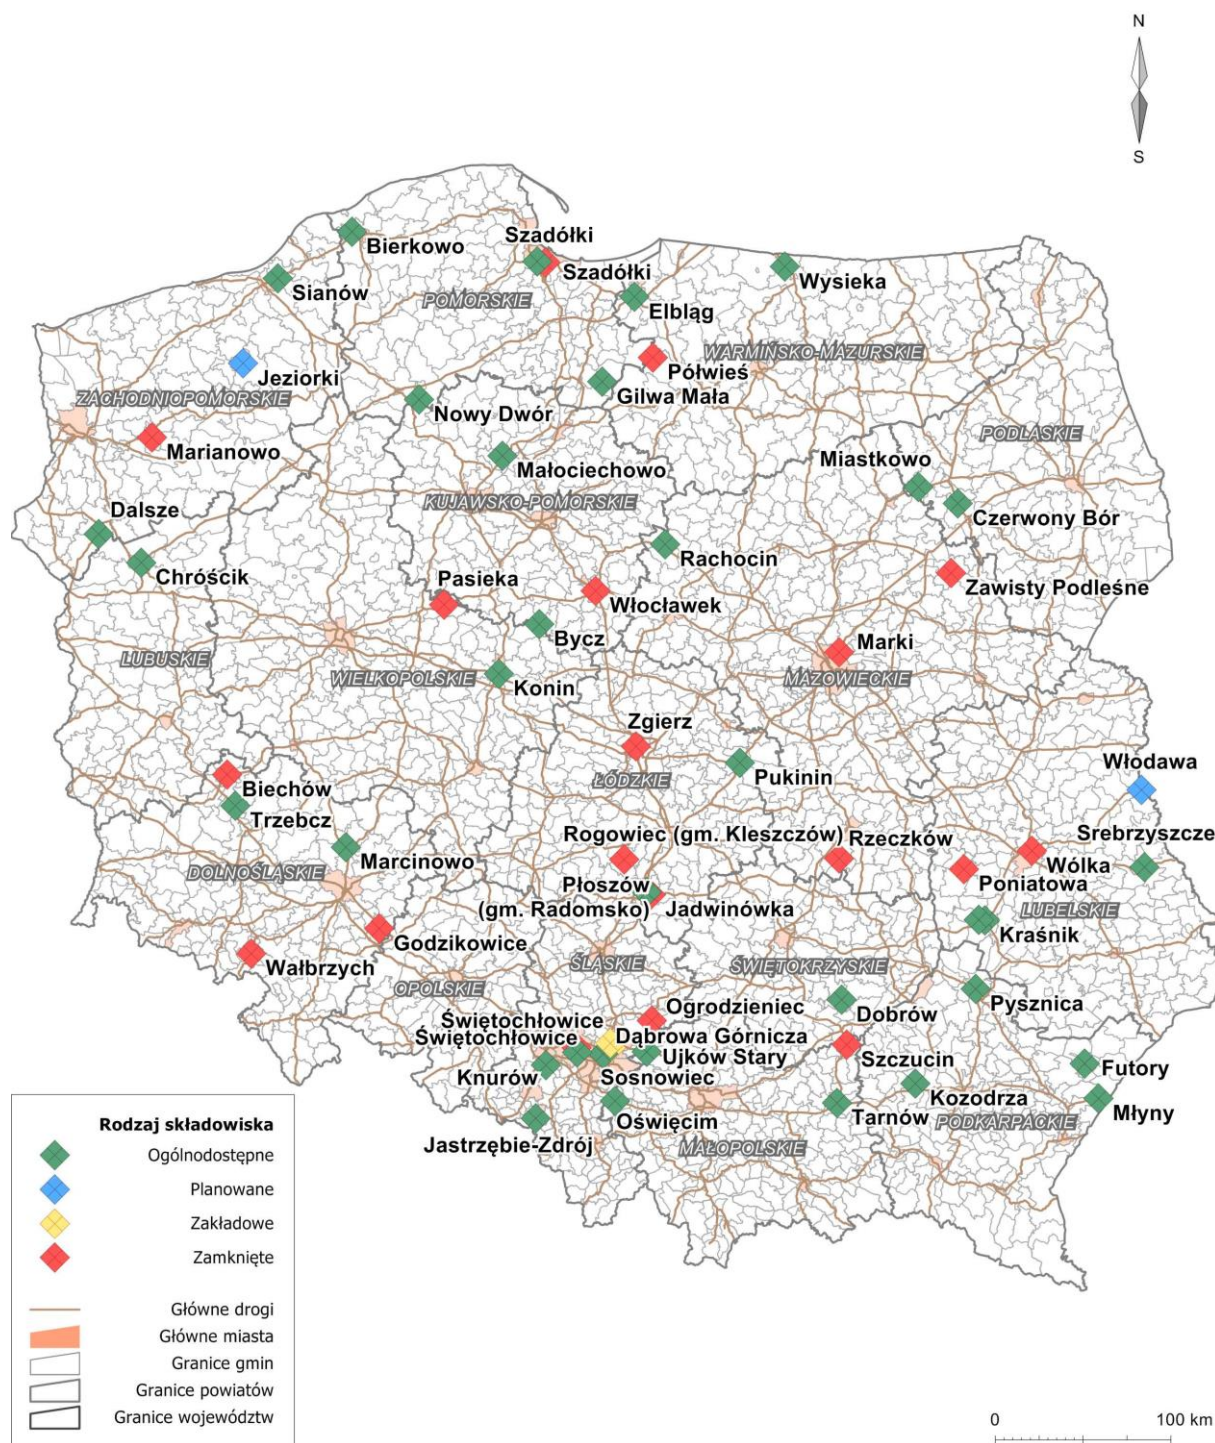 N
S
Bierkowo
Szadółki
Szadółki
Sianów
POMORSKIE
Wysieka
Elbląg
WARMIŃSKO-MAZURSKIE
Półwieś
Jeziorki
Gilwa Mała
ZACHODNIOPOMORSKIE
Nowy Dwór
Marianowo
PODLASKIE
Małociechowo
Miastkowo
KUJAWSKO-POMORSKIE
Dalsze
Czerwony Bór
Rachocin
Chróścik
Pasieka
Zawisty Podleśne
Włocławek
Bycz
Marki
LUBUSKIE
WIELKOPOLSKIE
Konin
MAZOWIECKIE
Zgierz
Włodawa
Pukinin
ŁÓDZKIE
Biechów
Trzebcz
Rogowiec (gm. Kleszczów)
Rzeczków
Srebrzyszcze
Marcinowo
Wólka
DOLNOŚLĄSKIE
Płoszów
(gm. Radomsko)
Jadwinówka
Poniatowa
LUBELSKIE
Kraśnik
Godzikowice
Wałbrzych
ŚLĄSKIE
ŚWIĘTOKRZYSKIE
OPOLSKIE
Ogrodzieniec
Dobrów
Pysznica
Świętochłowice
Świętochłowice
Dąbrowa Górnicza
Ujków Stary
Szczucin
Futory
Knurów
Sosnowiec
Kozodrza
Młyny
Oświęcim
Tarnów
PODKARPACKIE
Jastrzębie-Zdrój
MAŁOPOLSKIE
Rodzaj składowiska
Ogólnodostępne
Planowane
Zakładowe
Zamknięte
Główne drogi
Główne miasta
Granice gmin
Granice powiatów
Granice województw
0 100 km